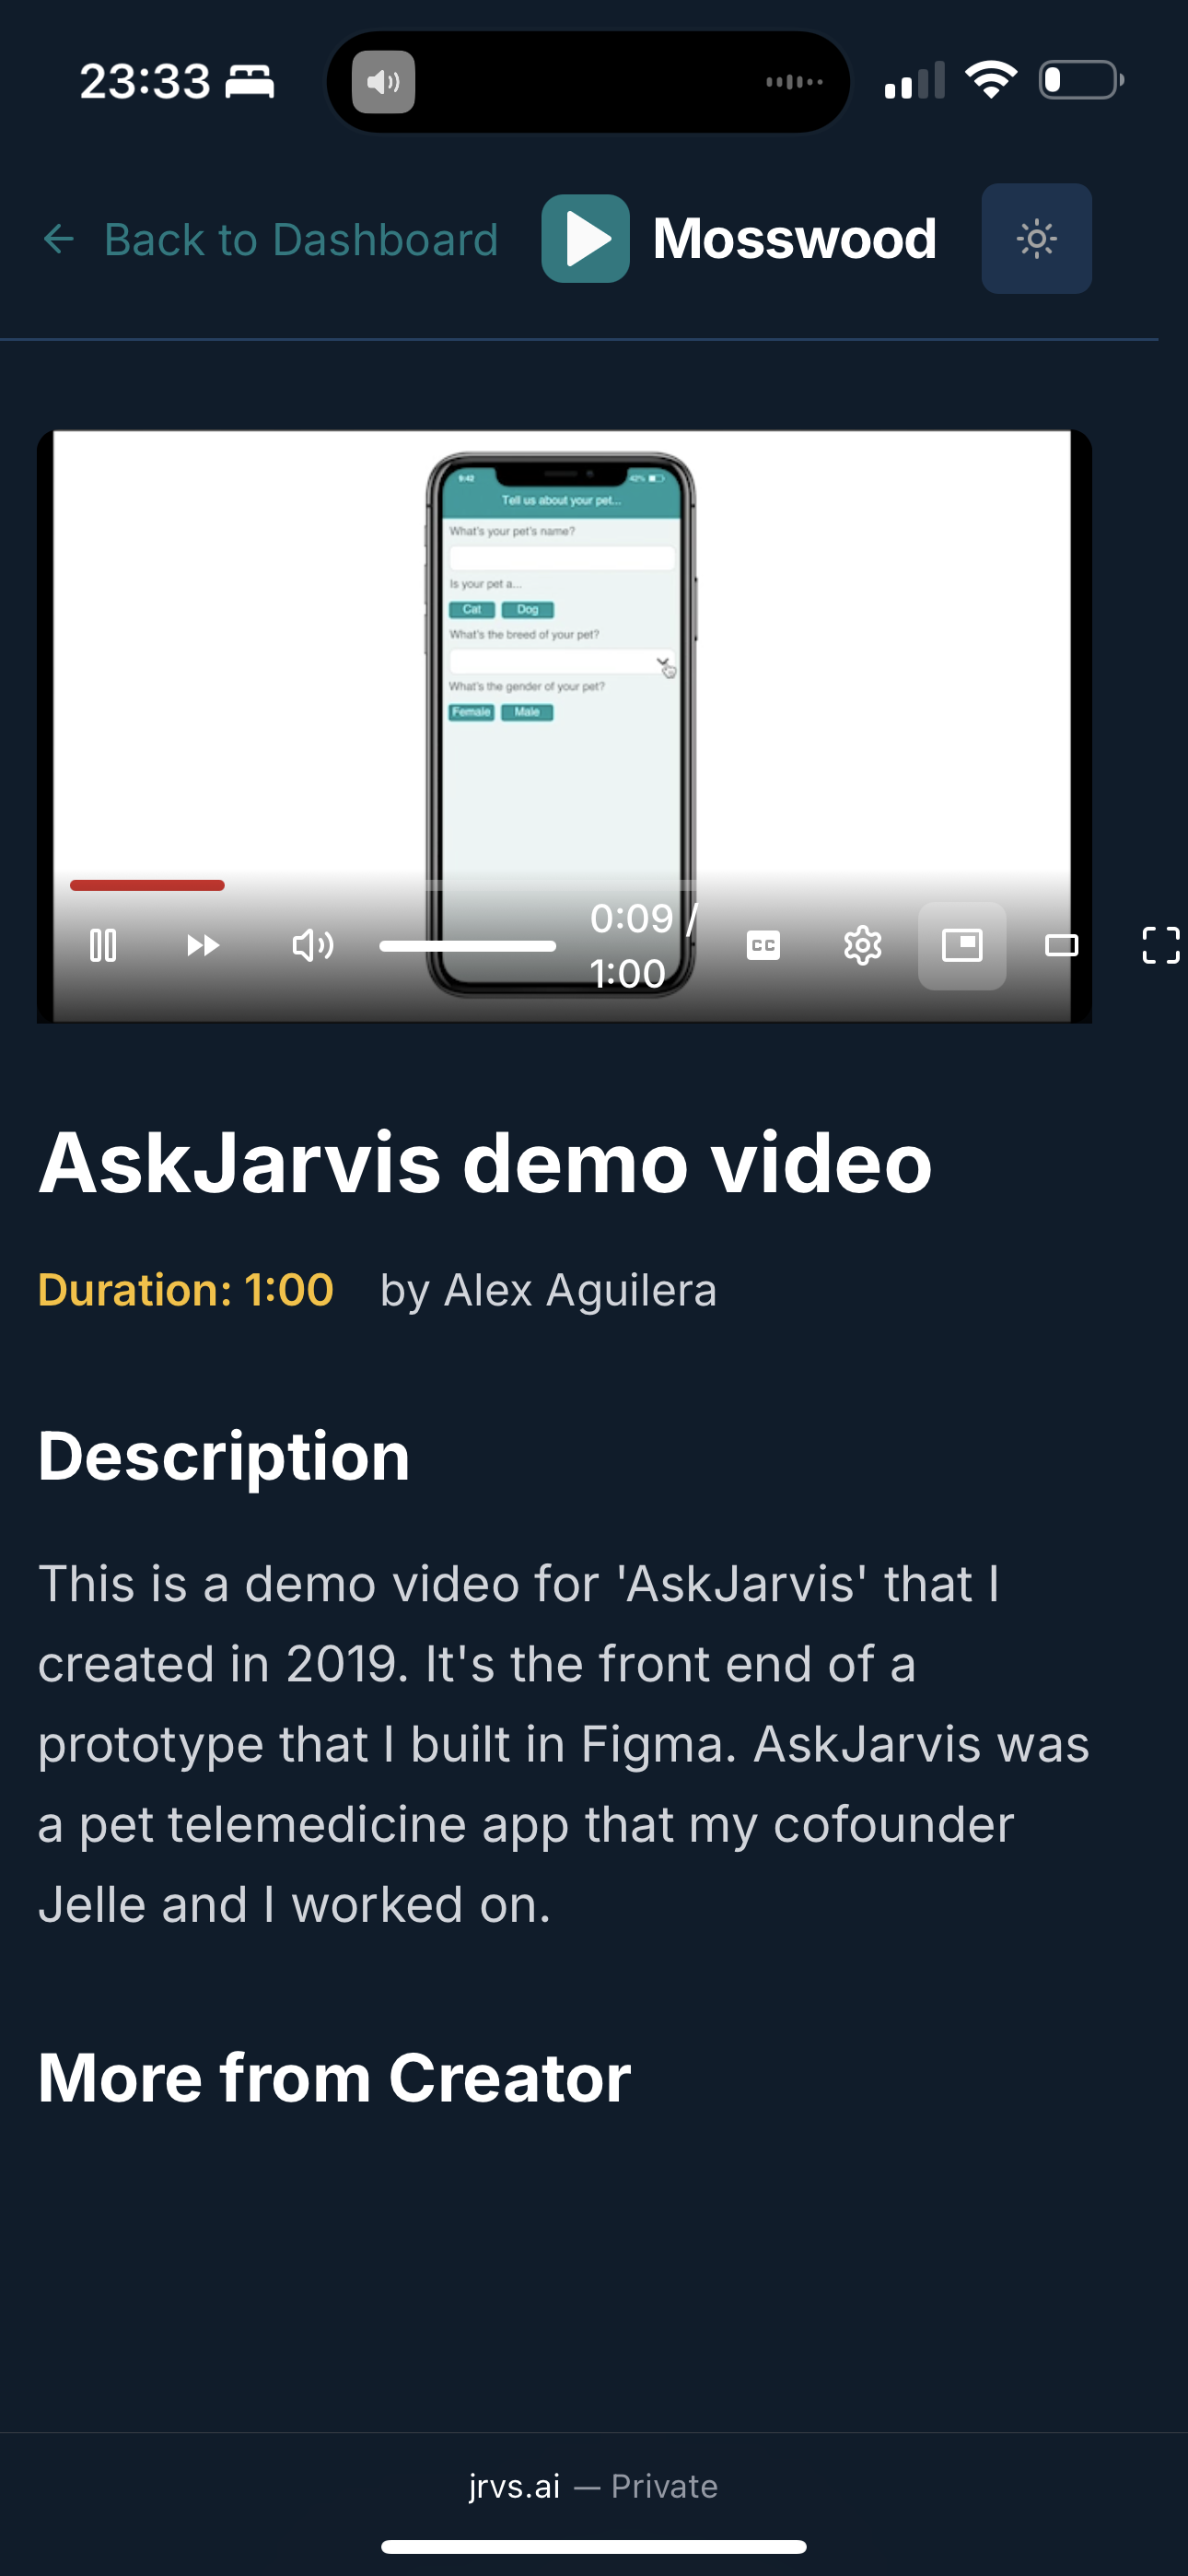 23:33
← Back to Dashboard
Mosswood
9:42
42%
Tell us about your pet...
What's your pet's name?
Is your pet a...
Cat
Dog
What's the breed of your pet?
What's the gender of your pet?
Female
Male
0:09 /
1:00
CC
AskJarvis demo video
Duration: 1:00
by Alex Aguilera
Description
This is a demo video for 'AskJarvis' that I
created in 2019. It's the front end of a
prototype that I built in Figma. AskJarvis was
a pet telemedicine app that my cofounder
Jelle and I worked on.
More from Creator
jrvs.ai — Private